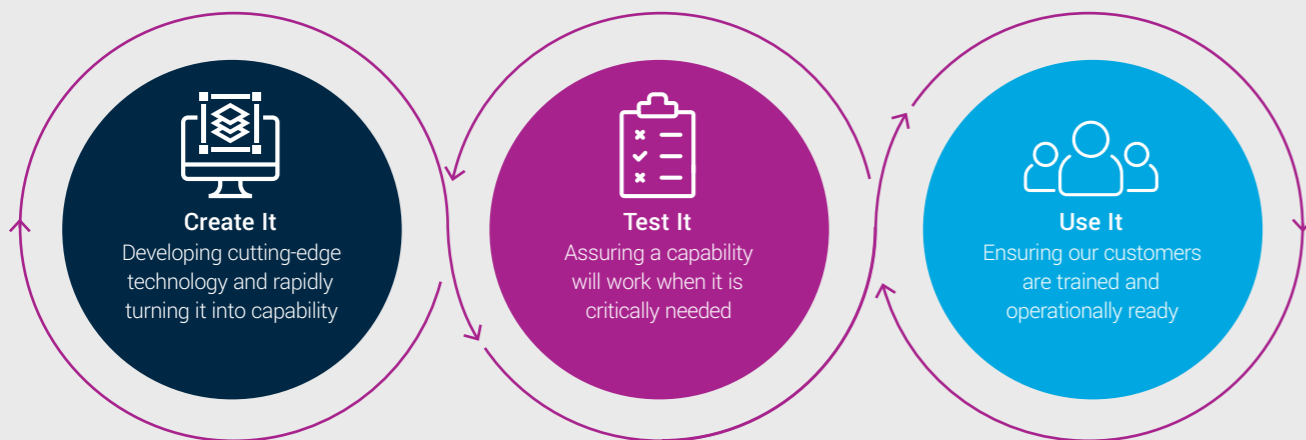 Create It
Developing cutting-edge
technology and rapidly
turning it into capability
Test It
Assuring a capability
will work when it is
critically needed
Use It
Ensuring our customers
are trained and
operationally ready